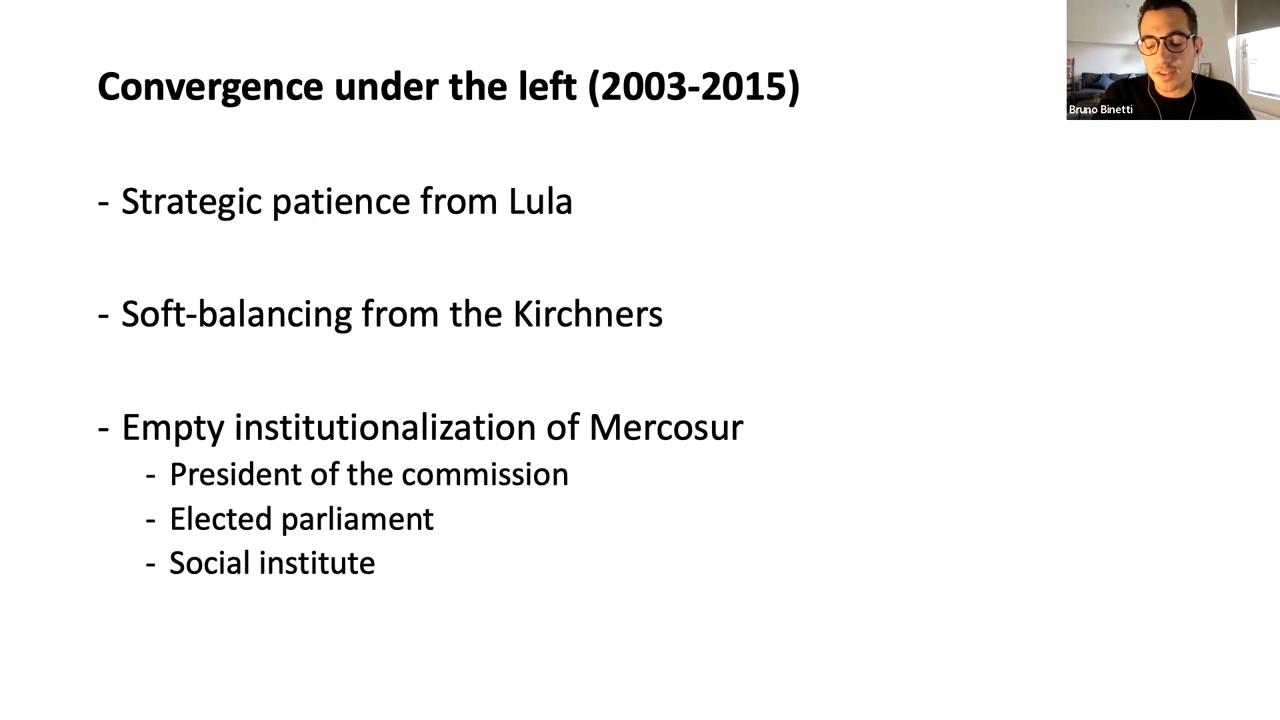 Convergence under the left (2003-2015)
- Strategic patience from Lula
- Soft-balancing from the Kirchners
- Empty institutionalization of Mercosur
- President of the commission
- Elected parliament
- Social institute
Bruno Binetti